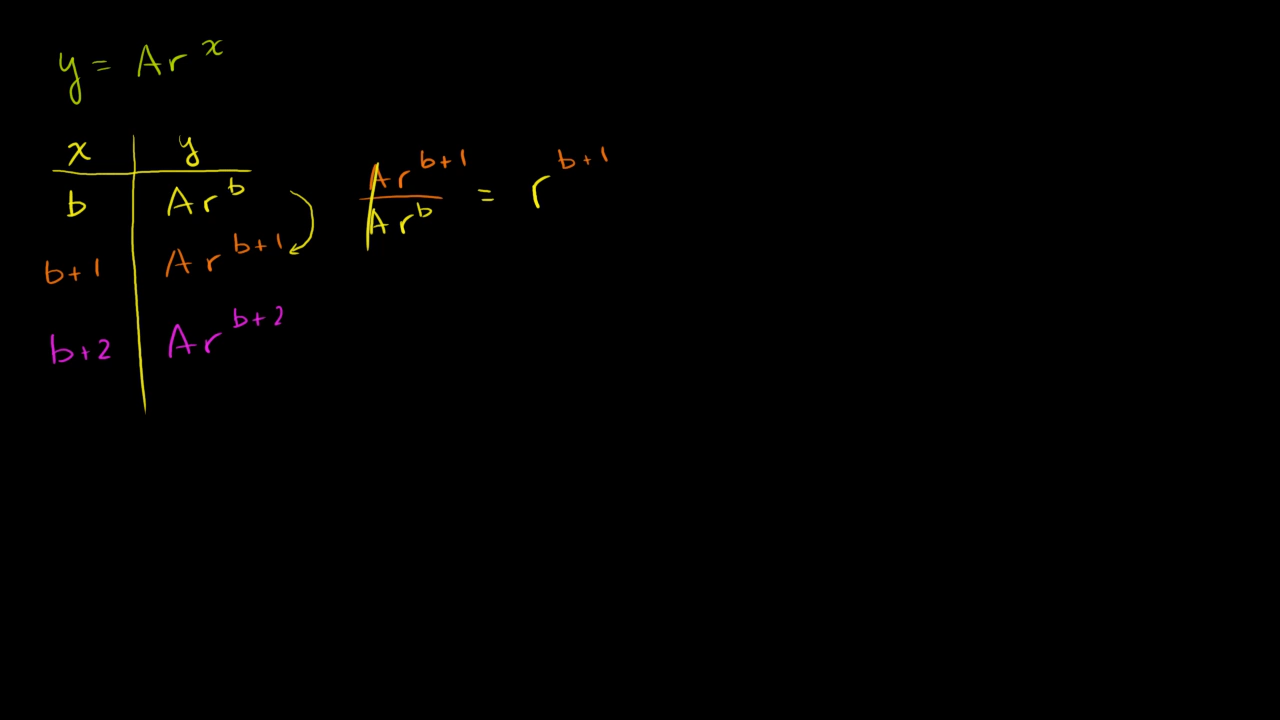 y = Ar^x
x y
b Ar^b
b+1 Ar^{b+1}
b+2 Ar^{b+2}
Ar^{b+1} / Ar^b = r^{b+1}